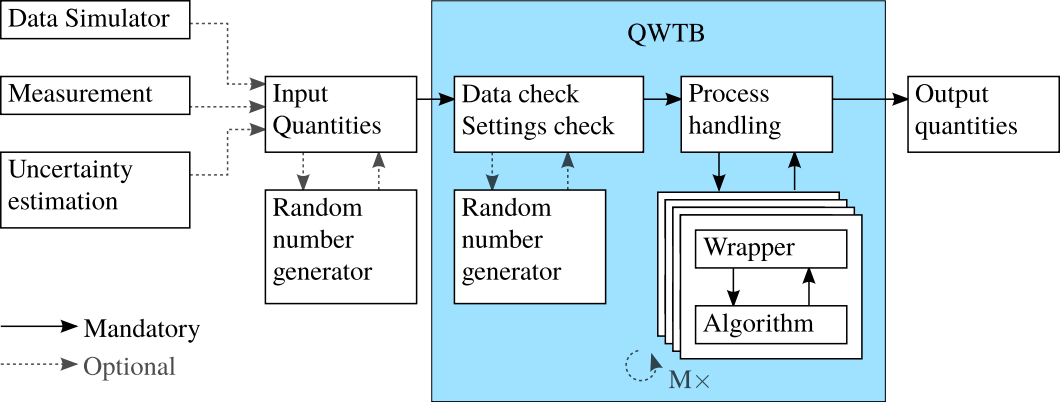 QWTB
Data Simulator
Measurement
Uncertainty
estimation
Input
Quantities
Random
number
generator
Data check
Settings check
Random
number
generator
Process
handling
Wrapper
Algorithm
M×
Output
quantities
Mandatory
Optional